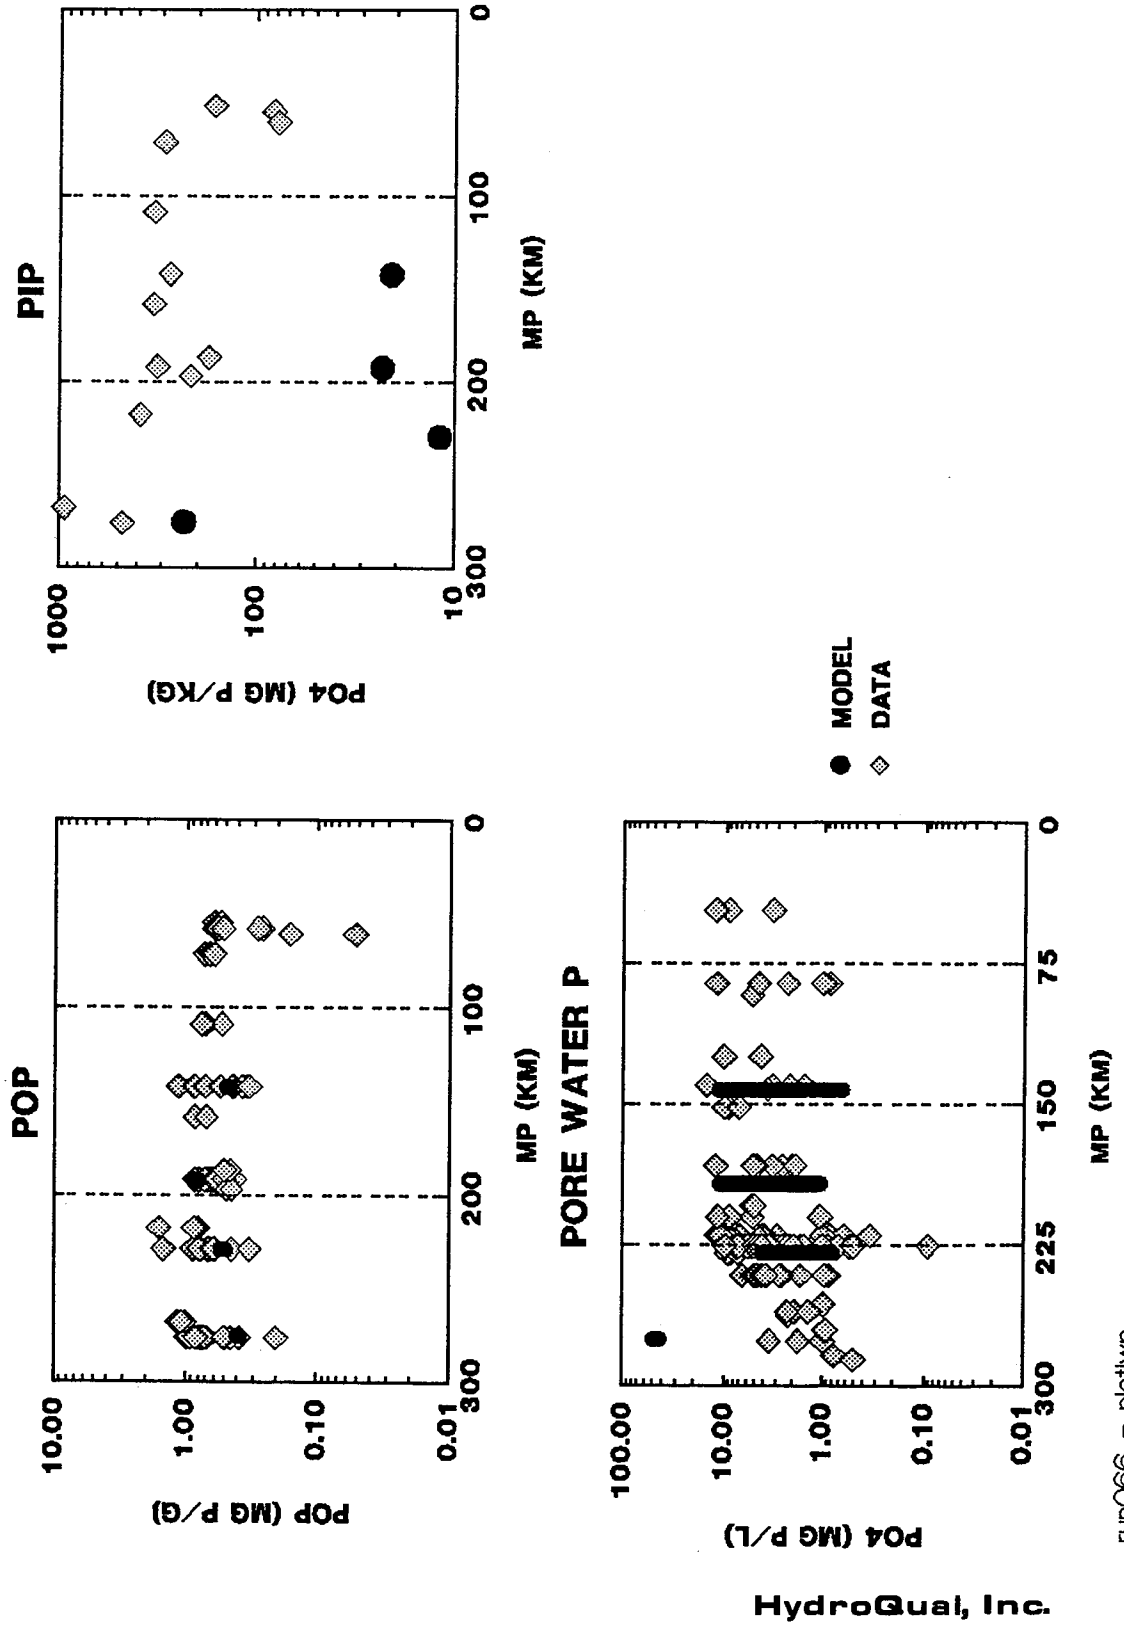 POP
POP (MG P/G)
10.00
1.00
0.10
0.01
300
200
100
0
MP (KM)
PIP
PO4 (MG P/KG)
1000
100
10
300
200
100
0
MP (KM)
PORE WATER P
PO4 (MG P/L)
100.00
10.00
1.00
0.10
0.01
300
225
150
75
0
MP (KM)
MODEL
DATA
HydroQual, Inc.